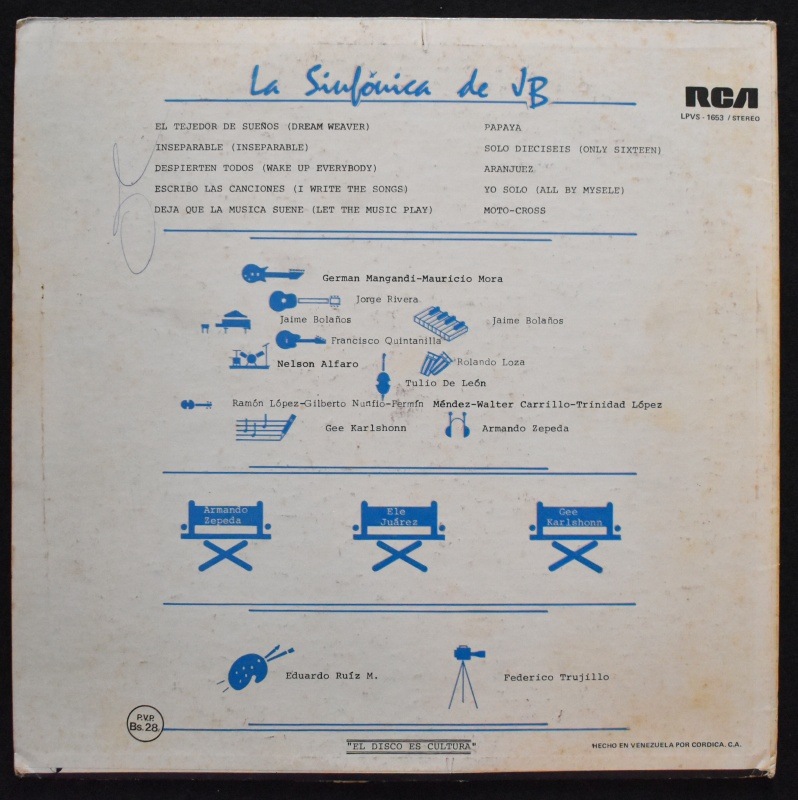 La Sinfónica de JB
RCA
LPVS - 1653 / STEREO
EL TEJEDOR DE SUEÑOS (DREAM WEAVER)
INSEPARABLE (INSEPARABLE)
DESPIERTEN TODOS (WAKE UP EVERYBODY)
ESCRIBO LAS CANCIONES (I WRITE THE SONGS)
DEJA QUE LA MUSICA SUENE (LET THE MUSIC PLAY)
PAPAYA
SOLO DIECISEIS (ONLY SIXTEEN)
ARANJUEZ
YO SOLO (ALL BY MYSELE)
MOTO-CROSS
German Mangandi-Mauricio Mora
Jorge Rivera
Jaime Bolaños
Jaime Bolaños
Francisco Quintanilla
Nelson Alfaro
Rolando Loza
Tulio De León
Ramón López-Gilberto Nunfio-Fermín Méndez-Walter Carrillo-Trinidad López
Gee Karlshonn
Armando Zepeda
Armando
Zepeda
Ele
Juárez
Gee
Karlshonn
Eduardo Ruíz M.
Federico Trujillo
P.V.P.
Bs.28.
"EL DISCO ES CULTURA"
HECHO EN VENEZUELA POR CORDICA. C.A.